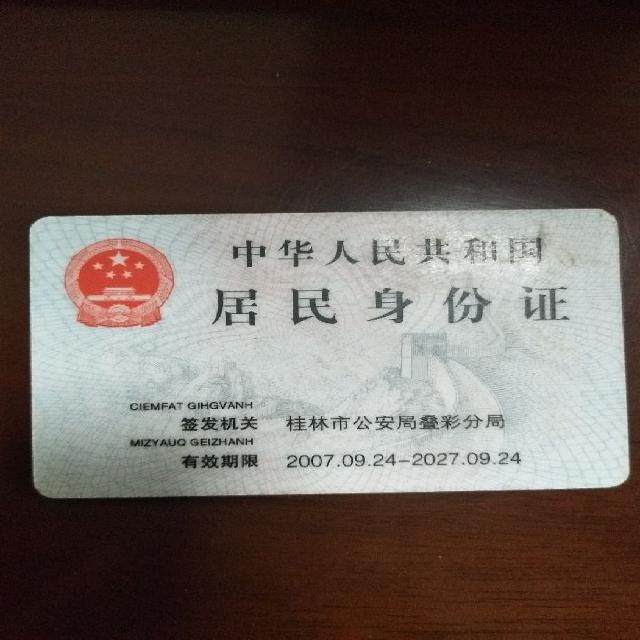 中华人民共和国
居民身份证
CIEMFAT GIHGVANH
签发机关 桂林市公安局叠彩分局
MIZYAUQ GEIZHANH
有效期限 2007.09.24-2027.09.24